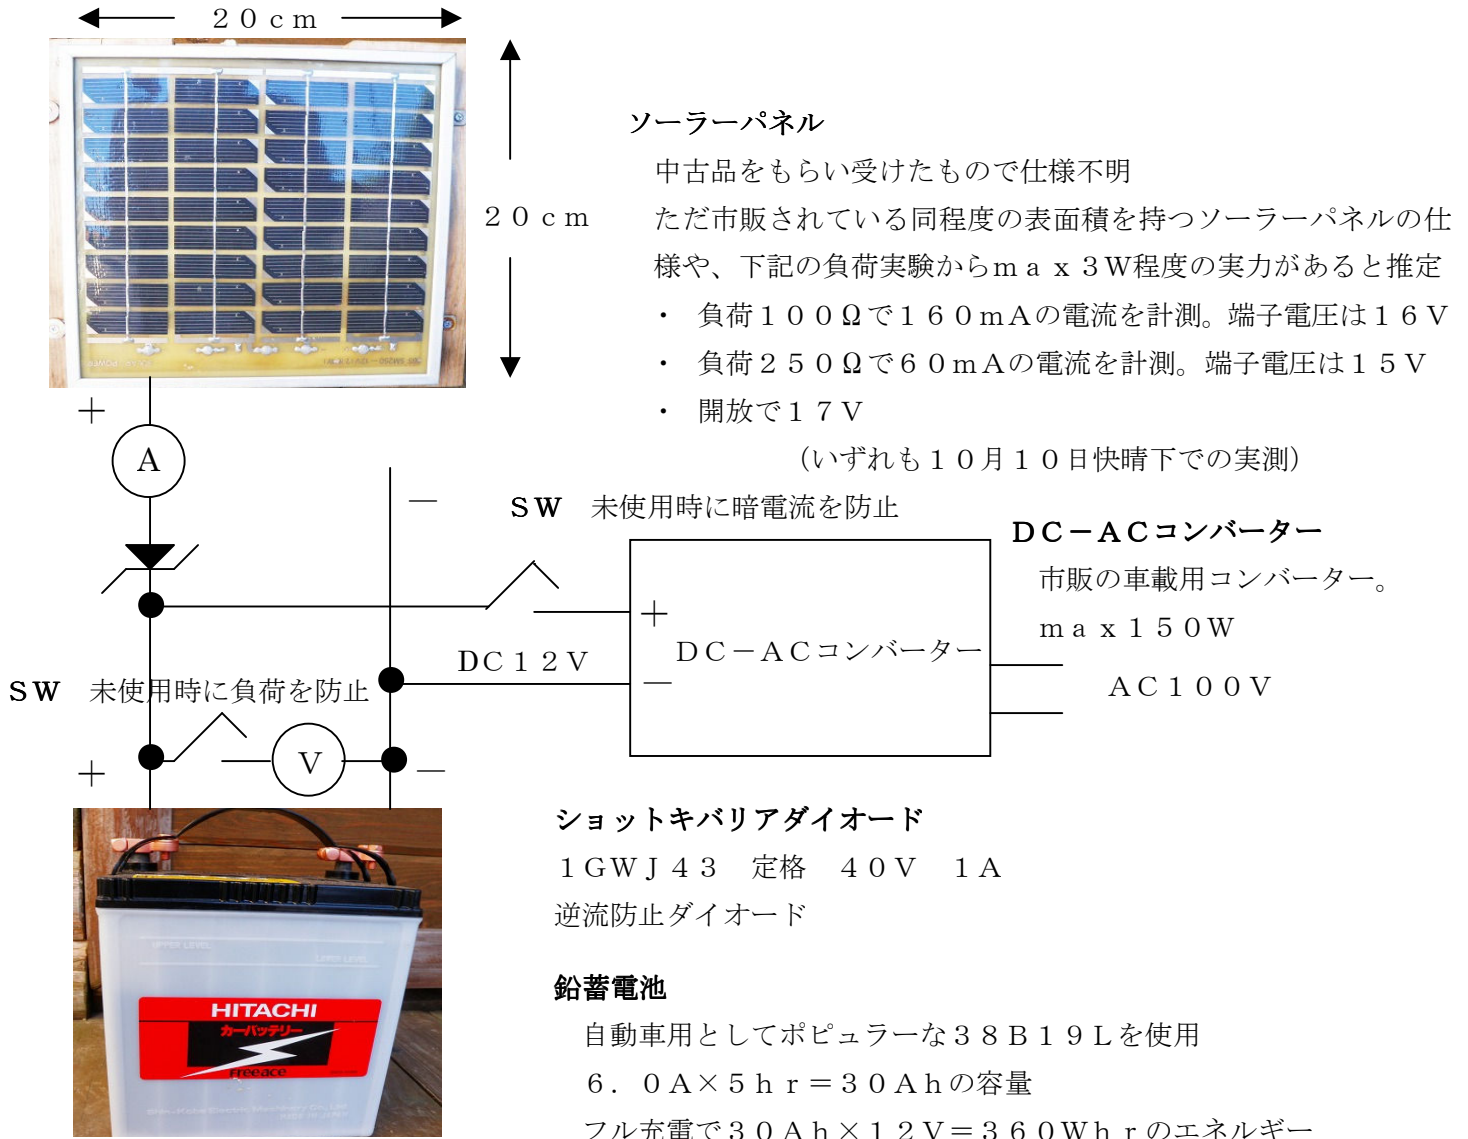 ２０ｃｍ
２０ｃｍ
ソーラーパネル
中古品をもらい受けたもので仕様不明
ただ市販されている同程度の表面積を持つソーラーパネルの仕
様や、下記の負荷実験からｍａｘ３Ｗ程度の実力があると推定
・ 負荷１００Ωで１６０ｍＡの電流を計測。端子電圧は１６Ｖ
・ 負荷２５０Ωで６０ｍＡの電流を計測。端子電圧は１５Ｖ
・ 開放で１７Ｖ
（いずれも１０月１０日快晴下での実測）
＋
A
－
ＳＷ 未使用時に暗電流を防止
ＤＣ－ＡＣコンバーター
市販の車載用コンバーター。
ｍａｘ１５０Ｗ
＋
ＤＣ－ＡＣコンバーター
－
DC１２Ｖ
ＡＣ１００Ｖ
ＳＷ 未使用時に負荷を防止
＋
V
－
ショットキバリアダイオード
１ＧＷＪ４３ 定格 ４０Ｖ １Ａ
逆流防止ダイオード
UPPER LEVEL
LOWER LEVEL
HITACHI
カーバッテリー
Freeace
鉛蓄電池
自動車用としてポピュラーな３８Ｂ１９Ｌを使用
６．０Ａ×５ｈｒ＝３０Ａｈの容量
フル充電で３０Ａｈ×１２Ｖ＝３６０Ｗｈｒのエネルギー